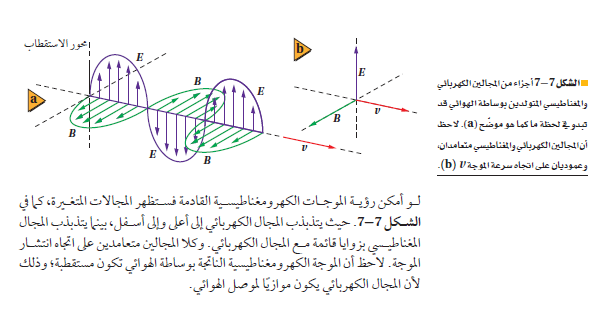 محور الاستقطاب
a
E
B
E
B
E
B
υ
b
E
B
υ
■ الشكل 7-7 أجزاء من المجالين الكهربائي
والمغناطيسي المتولدين بوساطة الهوائي قد
تبدو في لحظة ما كما هو موضح (a). لاحظ
أن المجالين الكهربائي والمغناطيسي متعامدان،
وعموديان على اتجاه سرعة الموجة υ (b).
لو أمكن رؤية الموجات الكهرومغناطيسية القادمة فستظهر المجالات المتغيرة، كما في
الشكل 7-7. حيث يتذبذب المجال الكهربائي إلى أعلى وإلى أسفل، بينما يتذبذب المجال
المغناطيسي بزوايا قائمة مع المجال الكهربائي. وكلا المجالين متعامدين على اتجاه انتشار
الموجة. لاحظ أن الموجة الكهرومغناطيسية الناتجة بوساطة الهوائي تكون مستقطبة؛ وذلك
لأن المجال الكهربائي يكون موازيًا لموصل الهوائي.